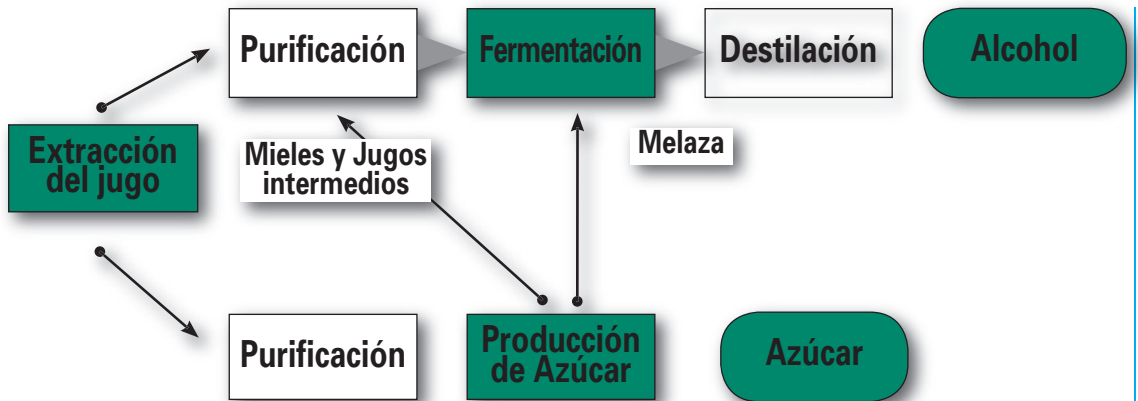 Purificación
Fermentación
Destilación
Alcohol
Extracción
del jugo
Mieles y Jugos
intermedios
Melaza
Purificación
Producción
de Azúcar
Azúcar